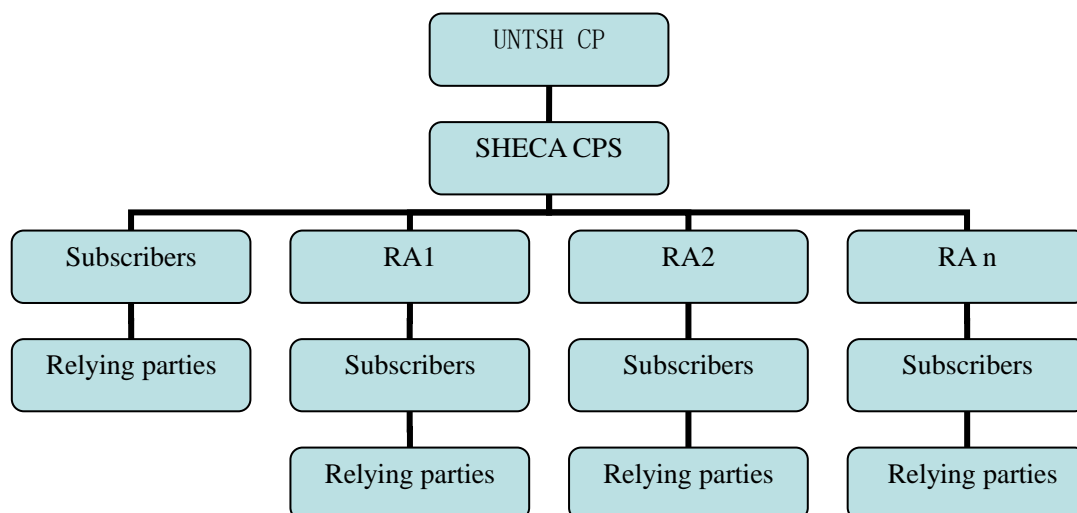 UNTSH CP
SHECA CPS
Subscribers
RA1
RA2
RA n
Relying parties
Subscribers
Subscribers
Subscribers
Relying parties
Relying parties
Relying parties